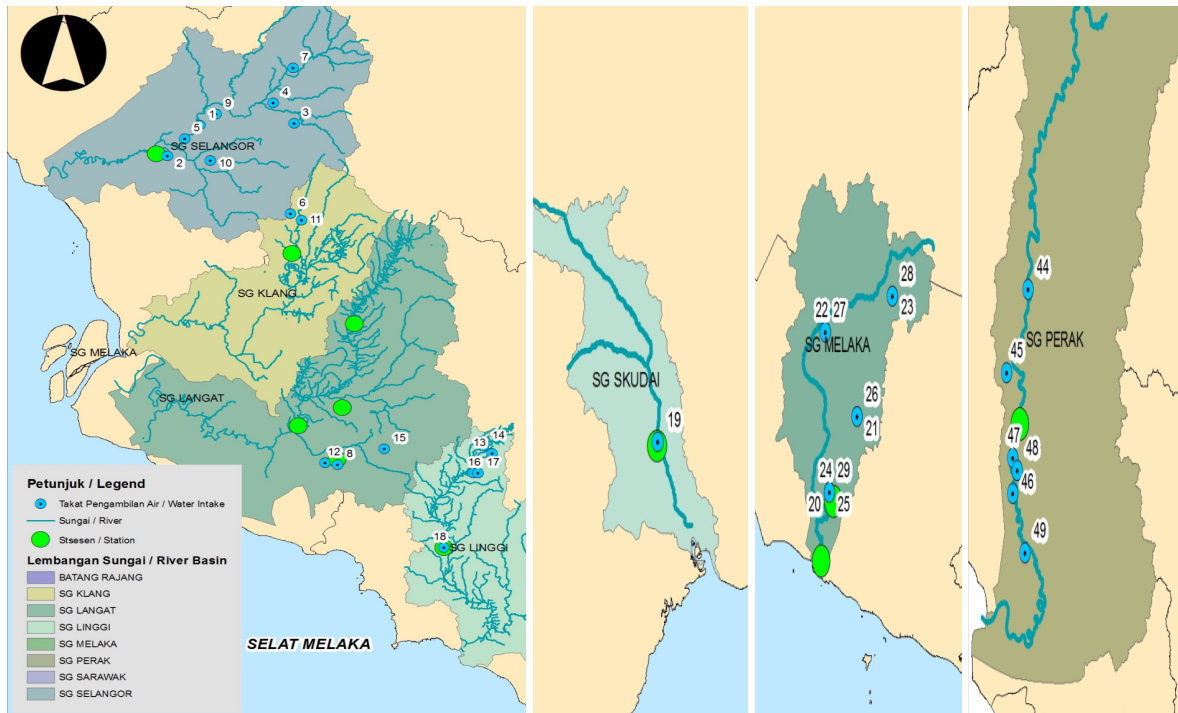 7
9
4
1
3
5
SG SELANGOR
2
10
6
11
SG KLANG
SG MELAKA
SG LANGAT
15
12
8
14
13
16
17
18
SG LINGGI
SELAT MELAKA
Petunjuk / Legend
Takat Pengambilan Air / Water Intake
Sungai / River
Stsesen / Station
Lembangan Sungai / River Basin
BATANG RAJANG
SG KLANG
SG LANGAT
SG LINGGI
SG MELAKA
SG PERAK
SG SARAWAK
SG SELANGOR
SG SKUDAI
19
28
23
22
27
SG MELAKA
26
21
24
29
20
25
44
SG PERAK
45
47
48
46
49